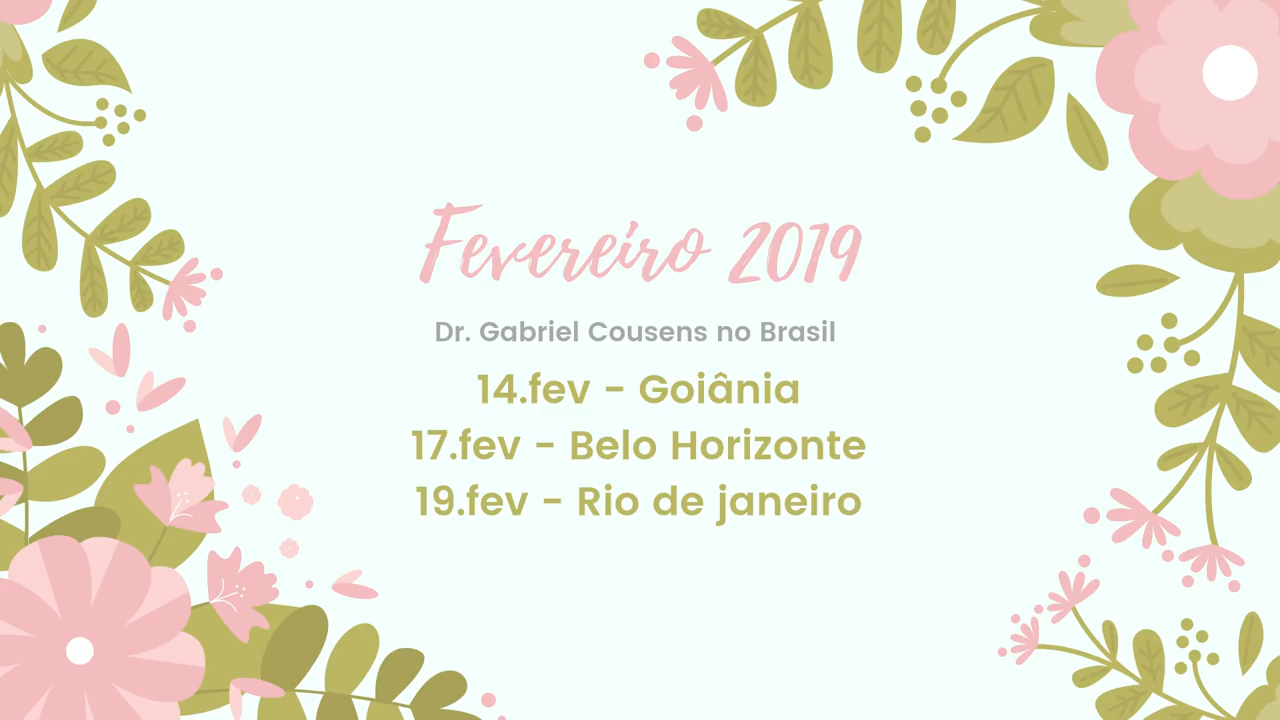 Fevereiro 2019
Dr. Gabriel Cousens no Brasil
14.fev - Goiânia
17.fev - Belo Horizonte
19.fev - Rio de janeiro